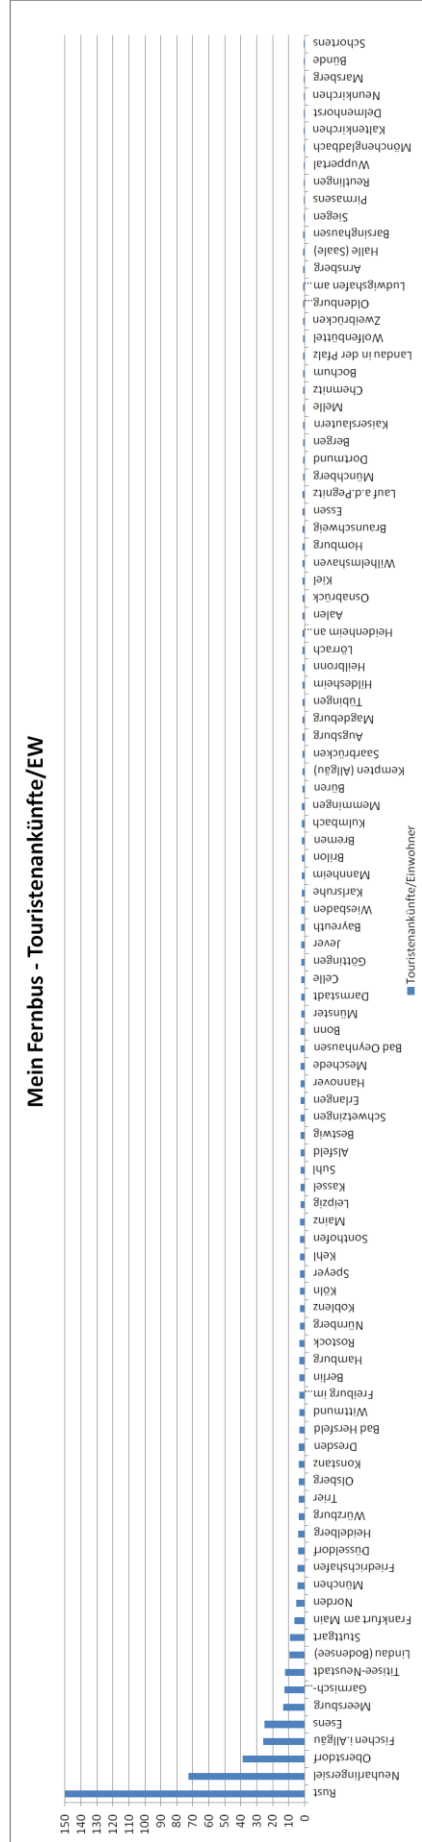 Mein Fernbus - Touristenankünfte/EW
150
140
130
120
110
100
90
80
70
60
50
40
30
20
10
0
Rust
Neuharlingersiel
Oberstdorf
Fischen i.Allgäu
Esens
Meersburg
Garmisch-...
Titisee-Neustadt
Lindau (Bodensee)
Stuttgart
Frankfurt am Main
Norden
München
Friedrichshafen
Düsseldorf
Heidelberg
Würzburg
Trier
Olsberg
Konstanz
Dresden
Bad Hersfeld
Wittmund
Freiburg im...
Berlin
Hamburg
Rostock
Nürnberg
Koblenz
Köln
Speyer
Kehl
Sonthofen
Mainz
Leipzig
Kassel
Suhl
Alsfeld
Bestwig
Schwetzingen
Erlangen
Hannover
Meschede
Bad Oeynhausen
Bonn
Münster
Darmstadt
Celle
Göttingen
Jever
Bayreuth
Wiesbaden
Karlsruhe
Mannheim
Brilon
Bremen
Kulmbach
Memmingen
Büren
Kempten (Allgäu)
Saarbrücken
Augsburg
Magdeburg
Tübingen
Hildesheim
Heilbronn
Lörrach
Heidenheim an...
Aalen
Osnabrück
Kiel
Wilhelmshaven
Homburg
Braunschweig
Essen
Lauf a.d.Pegnitz
Münchberg
Dortmund
Bergen
Kaiserslautern
Melle
Chemnitz
Bochum
Landau in der Pfalz
Wolfenbüttel
Zweibrücken
Oldenburg...
Ludwigshafen am...
Arnsberg
Halle (Saale)
Barsinghausen
Siegen
Pirmasens
Reutlingen
Wuppertal
Mönchengladbach
Kaltenkirchen
Delmenhorst
Neunkirchen
Marsberg
Bünde
Schortens
Touristenankünfte/Einwohner